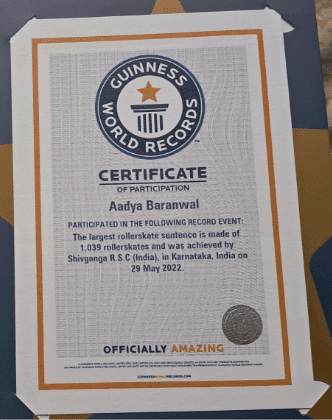 GUINNESS
WORLD RECORDS
CERTIFICATE
OF PARTICIPATION
Aadya Baranwal
PARTICIPATED IN THE FOLLOWING RECORD EVENT:
The largest rollerskate sentence is made of
1,039 rollerskates and was achieved by
Shivganga R.S.C (India), in Karnataka, India on
29 May 2022.
OFFICIALLY AMAZING
GUINNESSWORLDRECORDS.COM